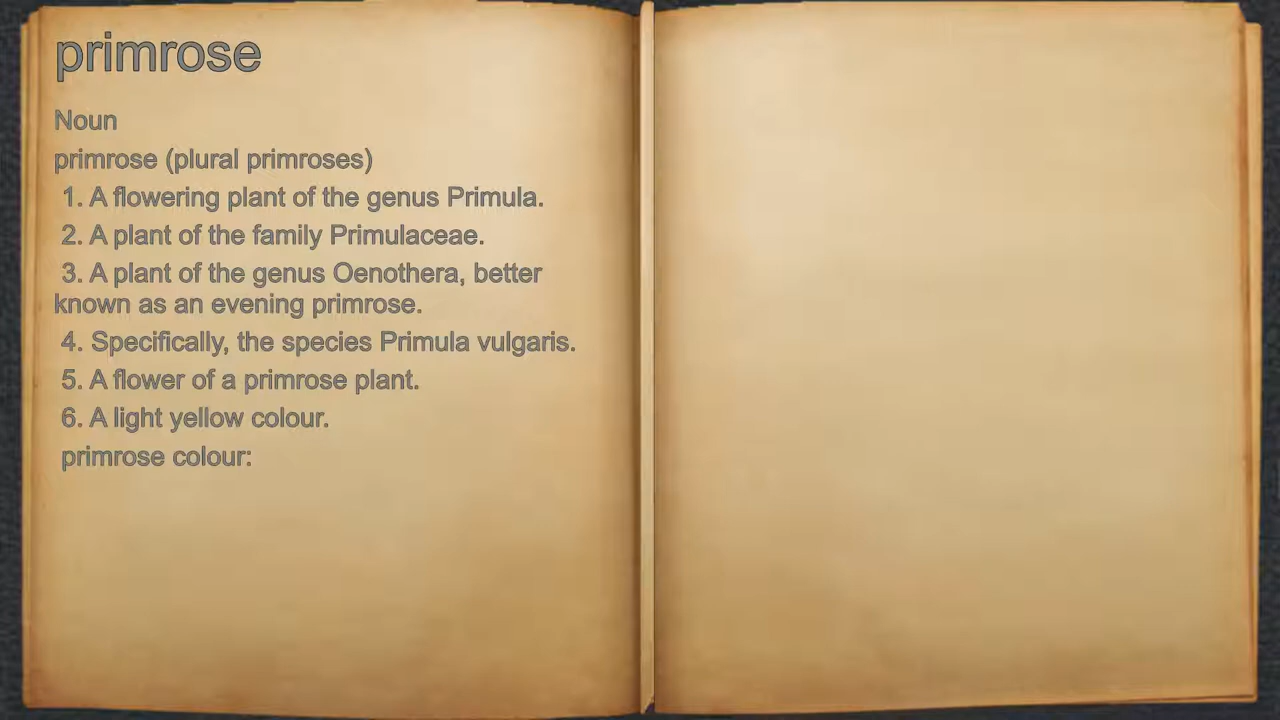 primrose
Noun
primrose (plural primroses)
1. A flowering plant of the genus Primula.
2. A plant of the family Primulaceae.
3. A plant of the genus Oenothera, better
known as an evening primrose.
4. Specifically, the species Primula vulgaris.
5. A flower of a primrose plant.
6. A light yellow colour.
primrose colour: